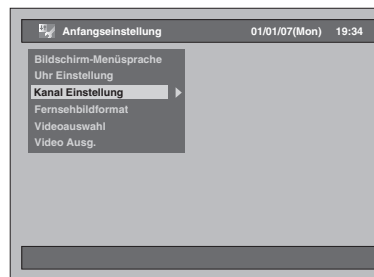 Anfangseinstellung 01/01/07(Mon) 19:34
Bildschirm-Menüsprache
Uhr Einstellung
Kanal Einstellung
Fernsehbildformat
Videoauswahl
Video Ausg.